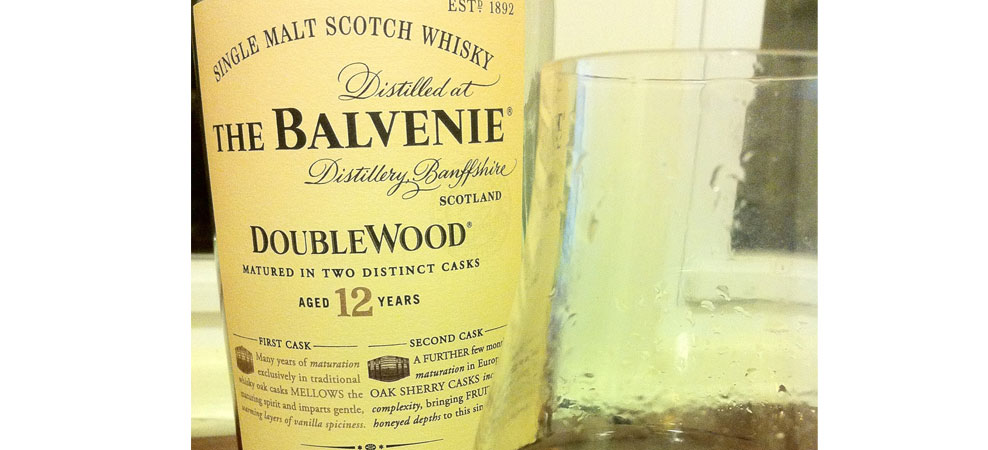 ESTD 1892
SINGLE MALT SCOTCH WHISKY
Distilled at
THE BALVENIE®
Distillery, Banffshire
SCOTLAND
DOUBLEWOOD®
MATURED IN TWO DISTINCT CASKS
AGED 12 YEARS
FIRST CASK
Many years of maturation
exclusively in traditional
whisky oak casks MELLOWS the
maturing spirit and imparts gentle,
warming layers of vanilla spiciness.
SECOND CASK
A FURTHER few
maturation in
OAK SHERRY CASKS
complexity, bringing
honeyed depths to this